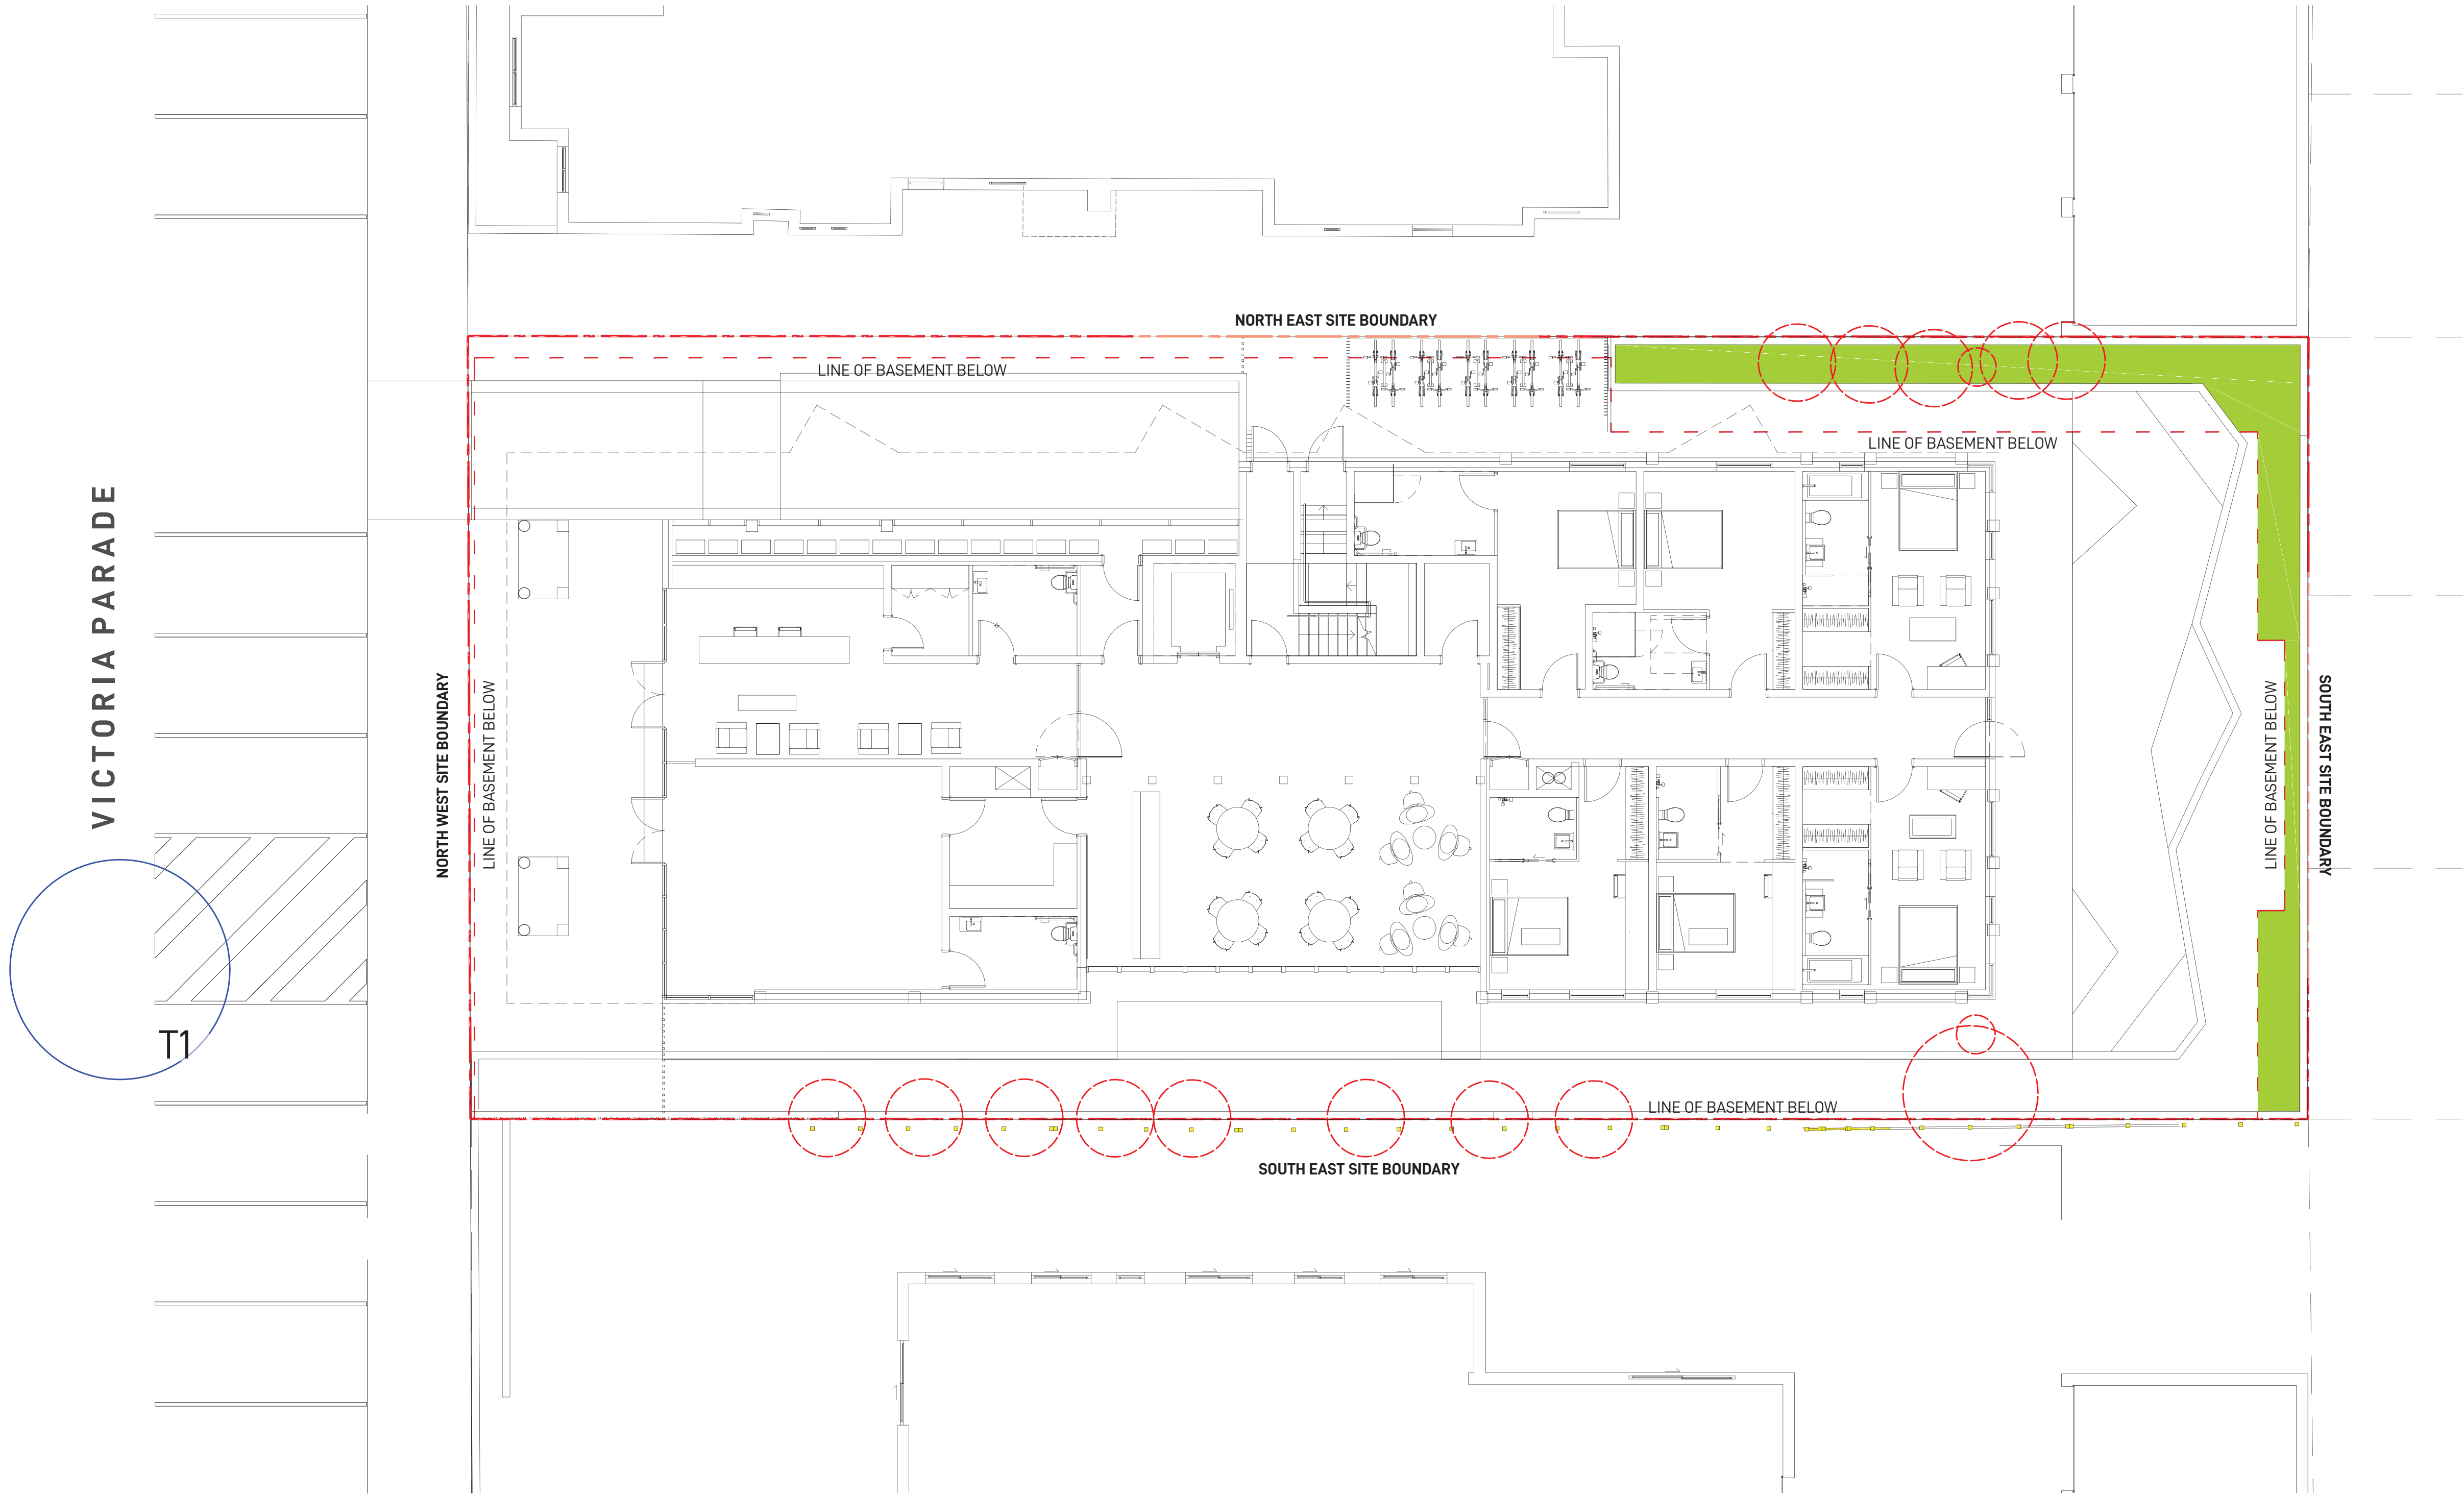 NORTH EAST SITE BOUNDARY
LINE OF BASEMENT BELOW
LINE OF BASEMENT BELOW
VICTORIA PARADE
NORTH WEST SITE BOUNDARY
LINE OF BASEMENT BELOW
LINE OF BASEMENT BELOW
SOUTH EAST SITE BOUNDARY
T1
LINE OF BASEMENT BELOW
SOUTH EAST SITE BOUNDARY